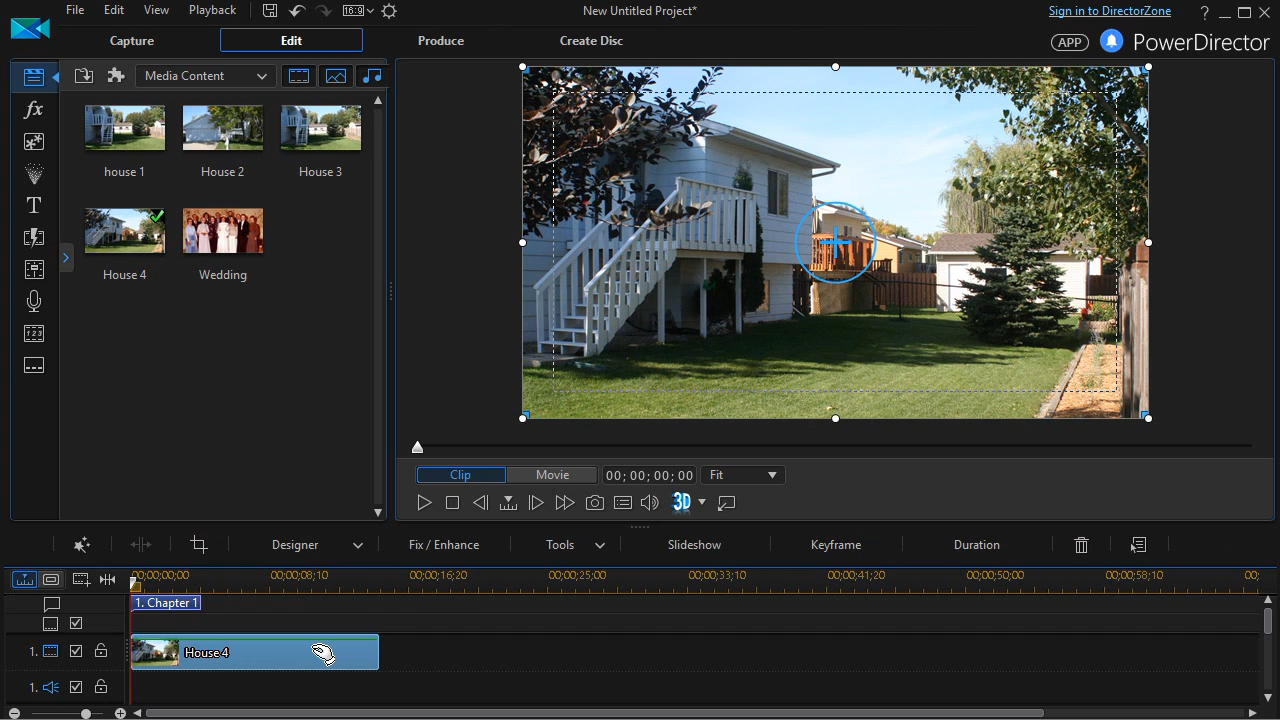 File Edit View Playback 16:9 New Untitled Project* Sign in to DirectorZone ?
Capture Edit Produce Create Disc APP PowerDirector
Media Content
fx
house 1 House 2 House 3
T
House 4 Wedding
Clip Movie 00; 00; 00; 00 Fit
3D
Designer Fix / Enhance Tools Slideshow Keyframe Duration
00;00;00;00 00;00;08;10 00;00;16;20 00;00;25;00 00;00;33;10 00;00;41;20 00;00;50;00 00;00;58;10 00;
1. Chapter 1
1. House 4
1.